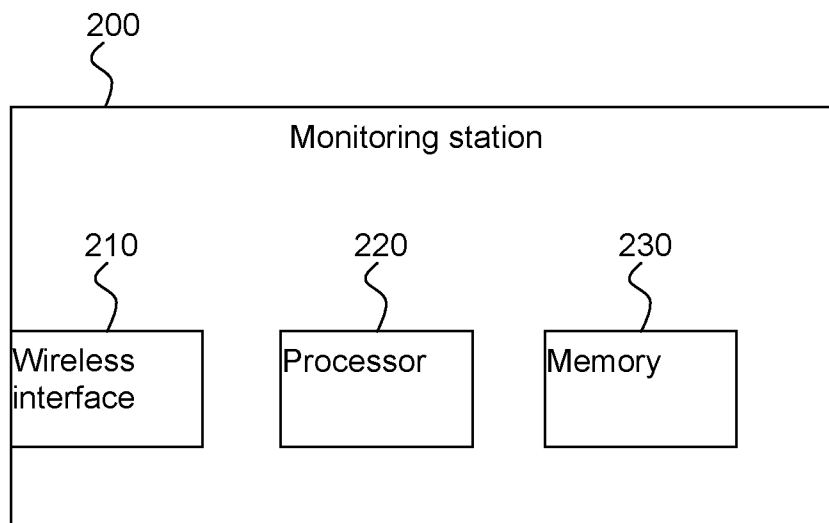 200
Monitoring station
210
220
230
Wireless
interface
Processor
Memory